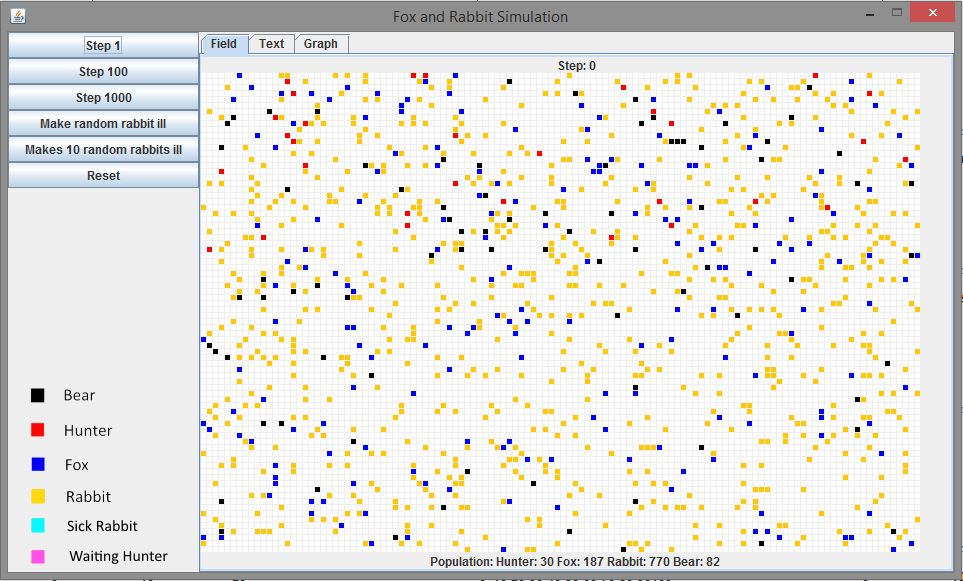 Fox and Rabbit Simulation
Step 1
Step 100
Step 1000
Make random rabbit ill
Makes 10 random rabbits ill
Reset
Field Text Graph
Step: 0
Bear
Hunter
Fox
Rabbit
Sick Rabbit
Waiting Hunter
Population: Hunter: 30 Fox: 187 Rabbit: 770 Bear: 82